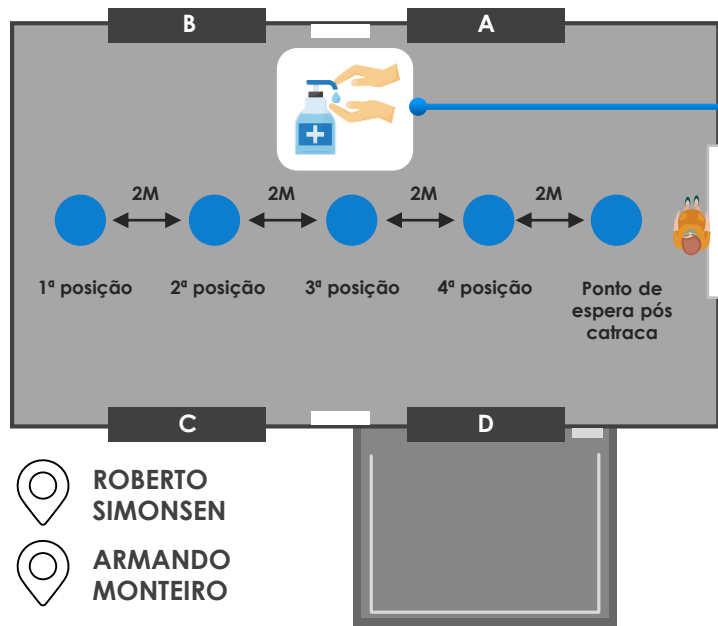 B
A
2M
2M
2M
2M
1ª posição
2ª posição
3ª posição
4ª posição
Ponto de
espera pós
catraca
C
D
ROBERTO
SIMONSEN
ARMANDO
MONTEIRO